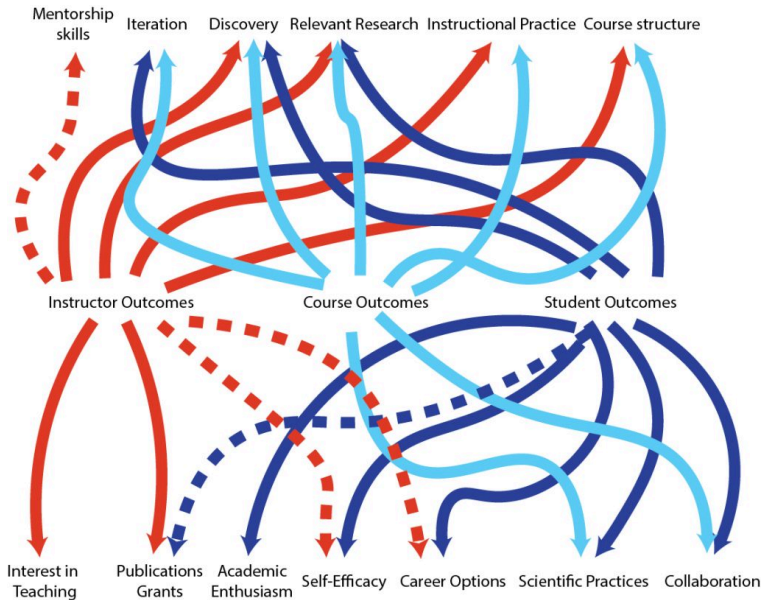 Mentorship
skills
Iteration
Discovery
Relevant Research
Instructional Practice
Course structure
Instructor Outcomes
Course Outcomes
Student Outcomes
Interest in
Teaching
Publications
Grants
Academic
Enthusiasm
Self-Efficacy
Career Options
Scientific Practices
Collaboration